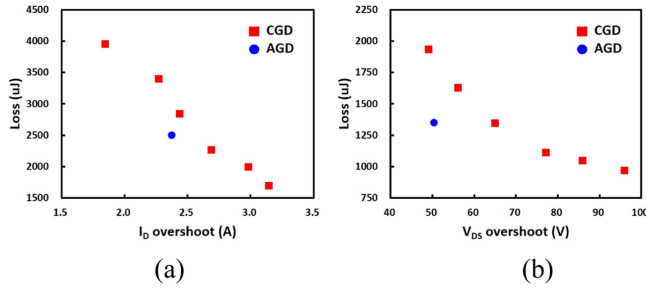 4500
4000
3500
3000
2500
2000
1500
Loss (uJ)
CGD
AGD
1.5 2.0 2.5 3.0 3.5
I_D overshoot (A)
(a)
2250
2000
1750
1500
1250
1000
750
Loss (uJ)
CGD
AGD
40 50 60 70 80 90 100
V_DS overshoot (V)
(b)